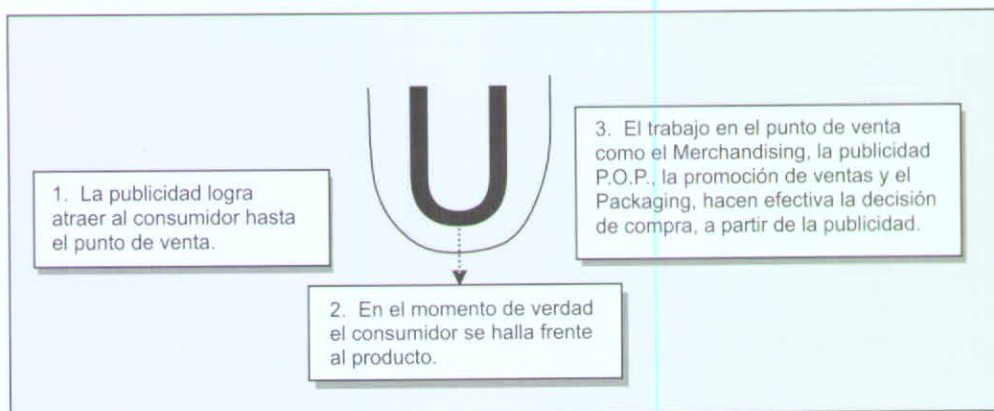 1. La publicidad logra
atraer al consumidor hasta
el punto de venta.
U
2. En el momento de verdad
el consumidor se halla frente
al producto.
3. El trabajo en el punto de venta
como el Merchandising, la publicidad
P.O.P., la promoción de ventas y el
Packaging, hacen efectiva la decisión
de compra, a partir de la publicidad.